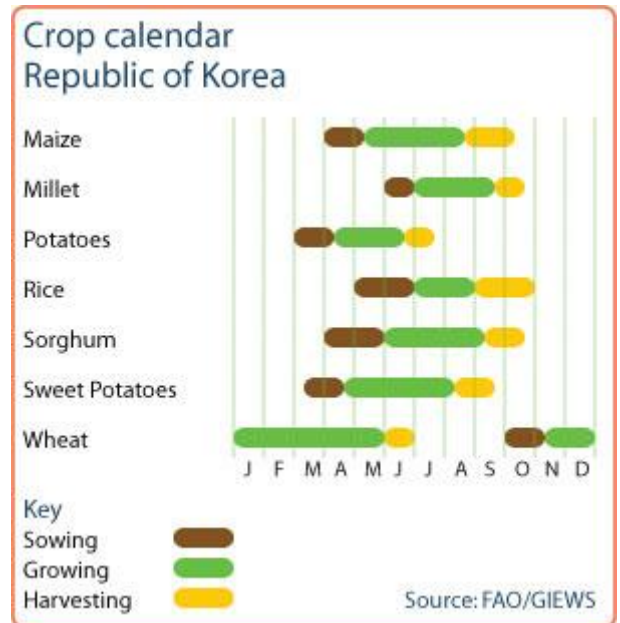 Crop calendar
Republic of Korea
Maize
Millet
Potatoes
Rice
Sorghum
Sweet Potatoes
Wheat
J F M A M J J A S O N D
Key
Sowing
Growing
Harvesting
Source: FAO/GIEWS